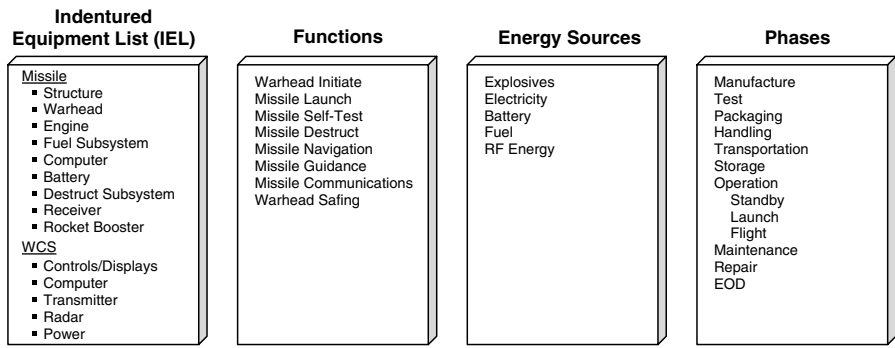 Indentured
Equipment List (IEL)
Missile
▪ Structure
▪ Warhead
▪ Engine
▪ Fuel Subsystem
▪ Computer
▪ Battery
▪ Destruct Subsystem
▪ Receiver
▪ Rocket Booster
WCS
▪ Controls/Displays
▪ Computer
▪ Transmitter
▪ Radar
▪ Power
Functions
Warhead Initiate
Missile Launch
Missile Self-Test
Missile Destruct
Missile Navigation
Missile Guidance
Missile Communications
Warhead Safing
Energy Sources
Explosives
Electricity
Battery
Fuel
RF Energy
Phases
Manufacture
Test
Packaging
Handling
Transportation
Storage
Operation
Standby
Launch
Flight
Maintenance
Repair
EOD